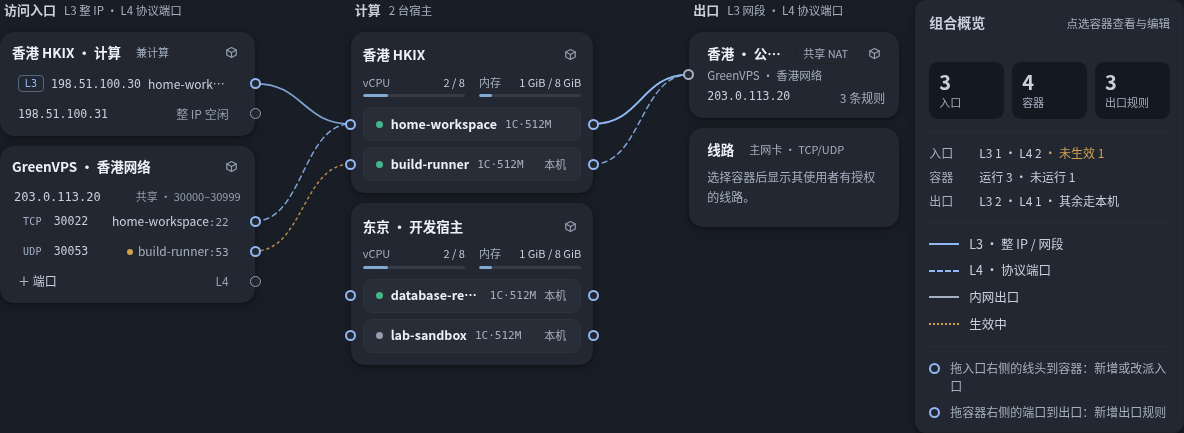 访问入口 L3 整 IP • L4 协议端口
香港 HKIX • 计算 兼计算
L3 198.51.100.30 home-work…
198.51.100.31 整 IP 空闲
GreenVPS • 香港网络
203.0.113.20 共享 • 30000–30999
TCP 30022 home-workspace:22
UDP 30053 build-runner:53
＋ 端口 L4
计算 2 台宿主
香港 HKIX
vCPU 2 / 8 内存 1 GiB / 8 GiB
home-workspace 1C·512M
build-runner 1C·512M 本机
东京 • 开发宿主
vCPU 2 / 8 内存 1 GiB / 8 GiB
database-re… 1C·512M 本机
lab-sandbox 1C·512M 本机
出口 L3 网段 • L4 协议端口
香港 • 公… 共享 NAT
GreenVPS • 香港网络
203.0.113.20 3 条规则
线路 主网卡 • TCP/UDP
选择容器后显示其使用者有授权
的线路。
组合概览 点选容器查看与编辑
3 4 3
入口 容器 出口规则
入口 L3 1 • L4 2 • 未生效 1
容器 运行 3 • 未运行 1
出口 L3 2 • L4 1 • 其余走本机
L3 • 整 IP / 网段
L4 • 协议端口
内网出口
生效中
拖入口右侧的线头到容器：新增或改派入
口
拖容器右侧的端口到出口：新增出口规则